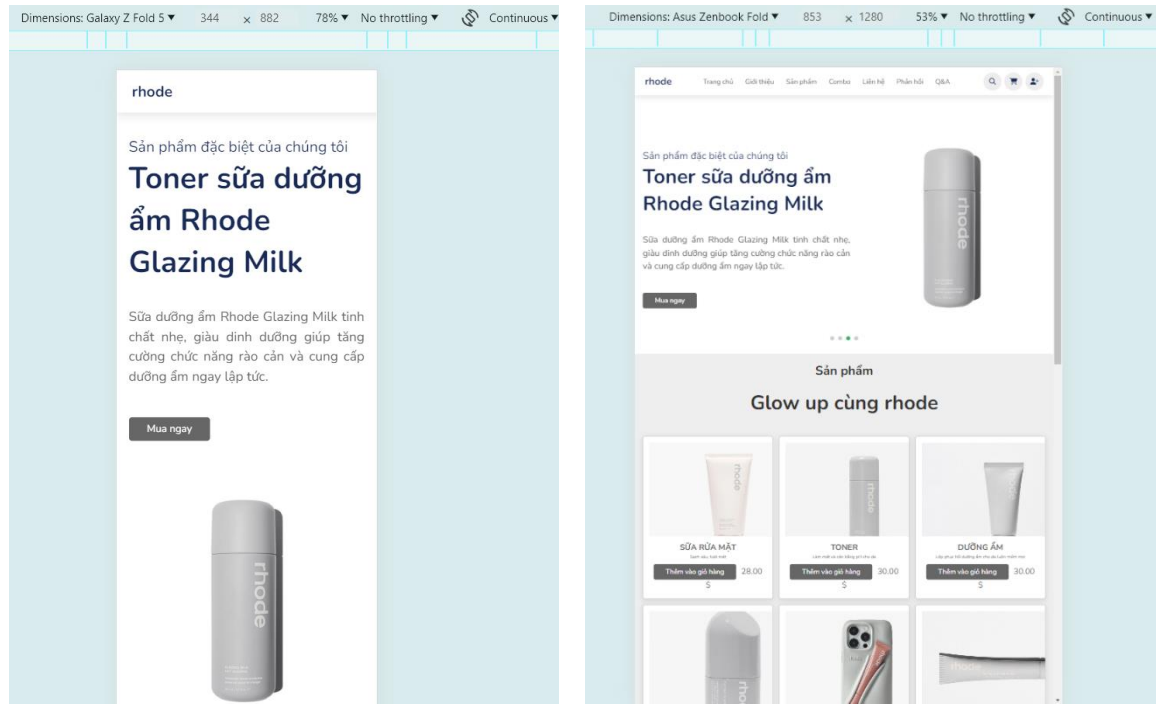 Dimensions: Galaxy Z Fold 5 ▼ 344 × 882 78% ▼ No throttling ▼ Continuous ▼
rhode
Sản phẩm đặc biệt của chúng tôi
Toner sữa dưỡng
ẩm Rhode
Glazing Milk
Sữa dưỡng ẩm Rhode Glazing Milk tinh
chất nhẹ, giàu dinh dưỡng giúp tăng
cường chức năng rào cản và cung cấp
dưỡng ẩm ngay lập tức.
Mua ngay
rhode
Dimensions: Asus Zenbook Fold ▼ 853 × 1280 53% ▼ No throttling ▼ Continuous ▼
rhode Trang chủ Giới thiệu Sản phẩm Combo Liên hệ Phản hồi Q&A
Sản phẩm đặc biệt của chúng tôi
Toner sữa dưỡng ẩm
Rhode Glazing Milk
Sữa dưỡng ẩm Rhode Glazing Milk tinh chất nhẹ,
giàu dinh dưỡng giúp tăng cường chức năng rào cản
và cung cấp dưỡng ẩm ngay lập tức.
Mua ngay
rhode
Sản phẩm
Glow up cùng rhode
rhode
rhode
SỮA RỬA MẶT
TONER
DƯỠNG ẨM
Thêm vào giỏ hàng 28.00
$
Thêm vào giỏ hàng 30.00
$
Thêm vào giỏ hàng 30.00
$
rhode